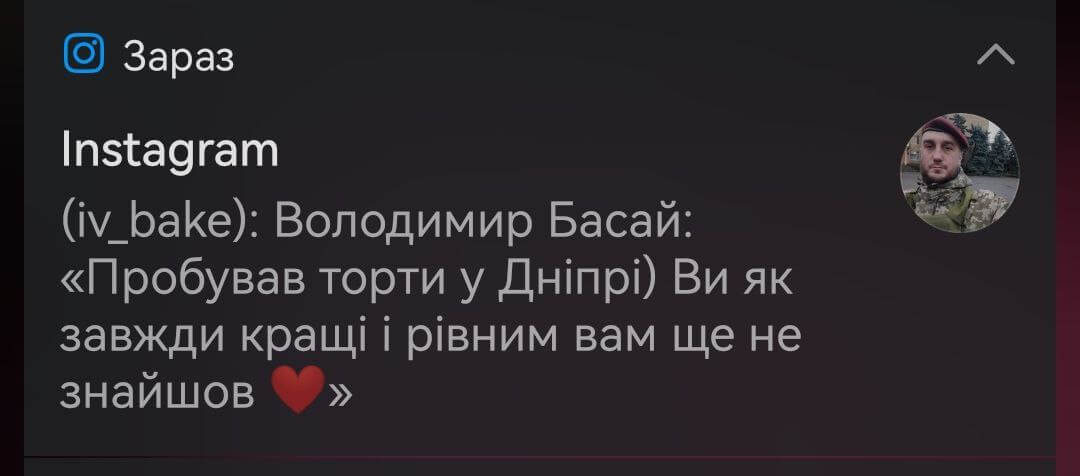 Зараз
Instagram
(iv_bake): Володимир Басай:
«Пробував торти у Дніпрі) Ви як
завжди кращі і рівним вам ще не
знайшов ❤️»